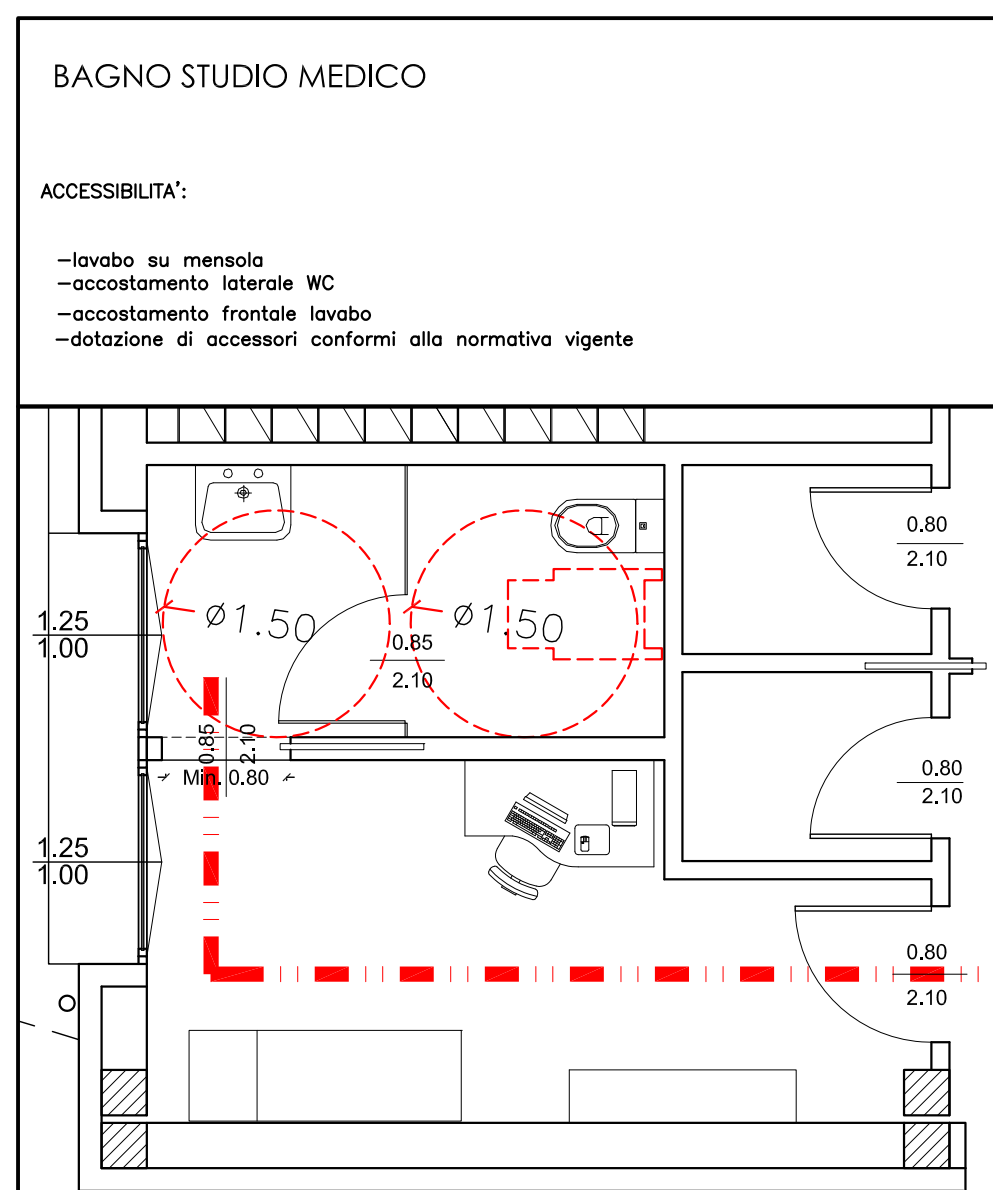 BAGNO STUDIO MEDICO
ACCESSIBILITA':
-lavabo su mensola
-accostamento laterale WC
-accostamento frontale lavabo
-dotazione di accessori conformi alla normativa vigente
0.80
2.10
1.25
1.00
Ø1.50
Ø1.50
0.85
2.10
0.85
2.10
Min. 0.80
0.80
2.10
1.25
1.00
0.80
2.10